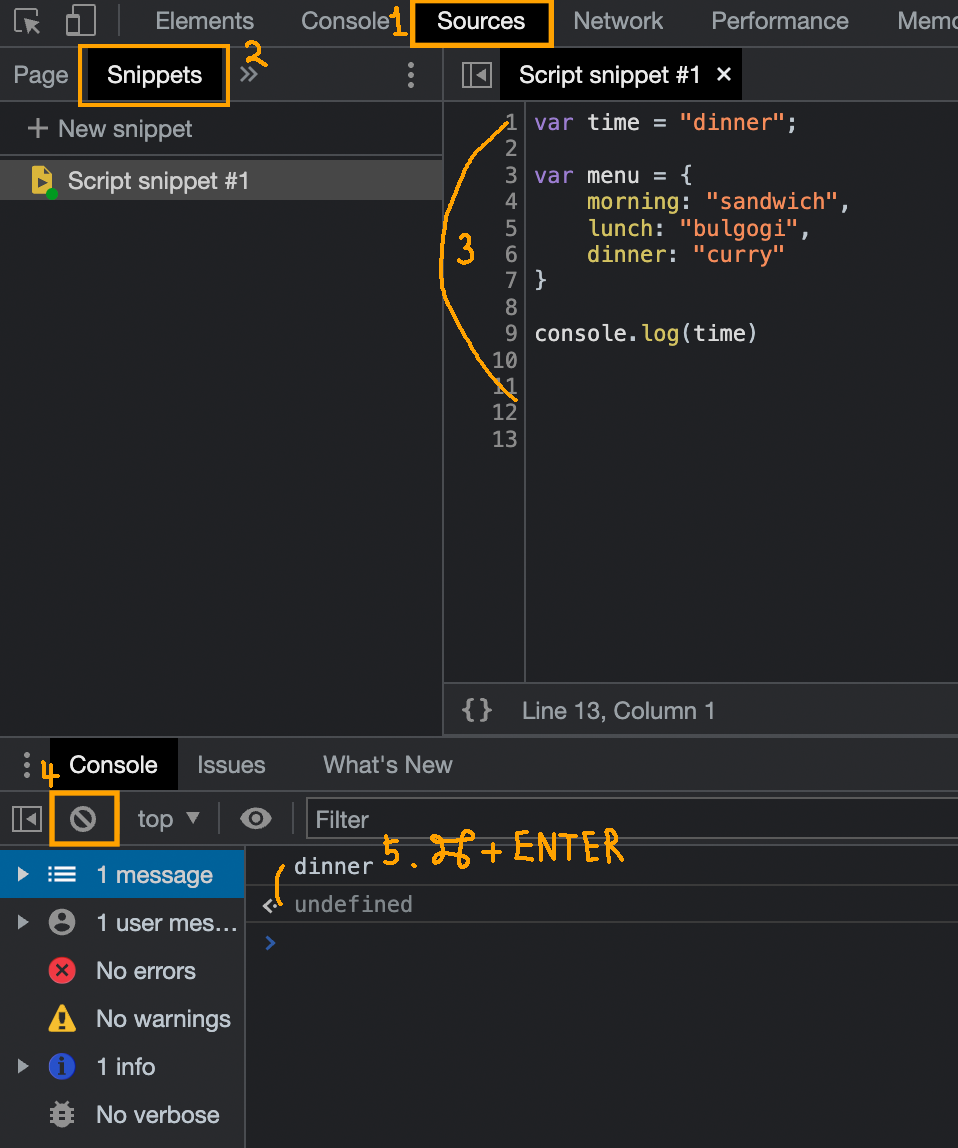 Elements Console 1 Sources Network Performance Memo
Page Snippets 2 » Script snippet #1 ×
+ New snippet
Script snippet #1
3
1 var time = "dinner";
2
3 var menu = {
4 morning: "sandwich",
5 lunch: "bulgogi",
6 dinner: "curry"
7 }
8
9 console.log(time)
10
11
12
13
{} Line 13, Column 1
4 Console Issues What's New
top ▼ Filter
5. ⌘ + ENTER
1 message
1 user mes...
No errors
No warnings
1 info
No verbose
dinner
undefined
>